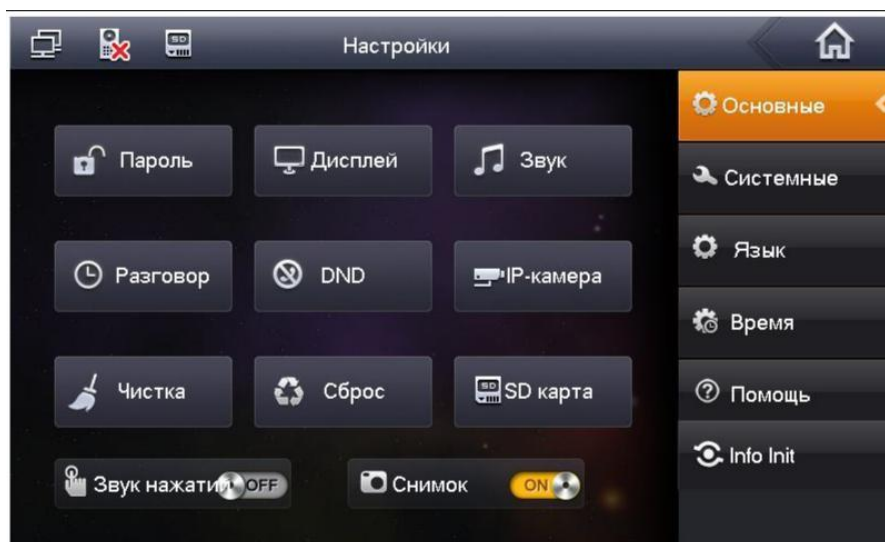 Настройки
Основные
Пароль
Дисплей
Звук
Системные
Разговор
DND
IP-камера
Язык
Время
Чистка
Сброс
SD карта
Помощь
Звук нажатий OFF
Снимок ON
Info Init